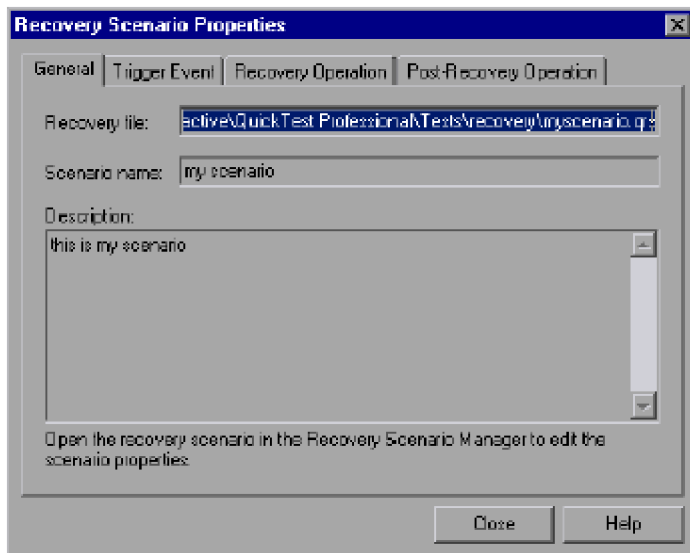 Recovery Scenario Properties
General Trigger Event Recovery Operation Post-Recovery Operation
Recovery file: active\QuickTest Professional\Tests\recovery\myscenario.qrs
Scenario name: my scenario
Description:
this is my scenario
Open the recovery scenario in the Recovery Scenario Manager to edit the
scenario properties.
Close Help